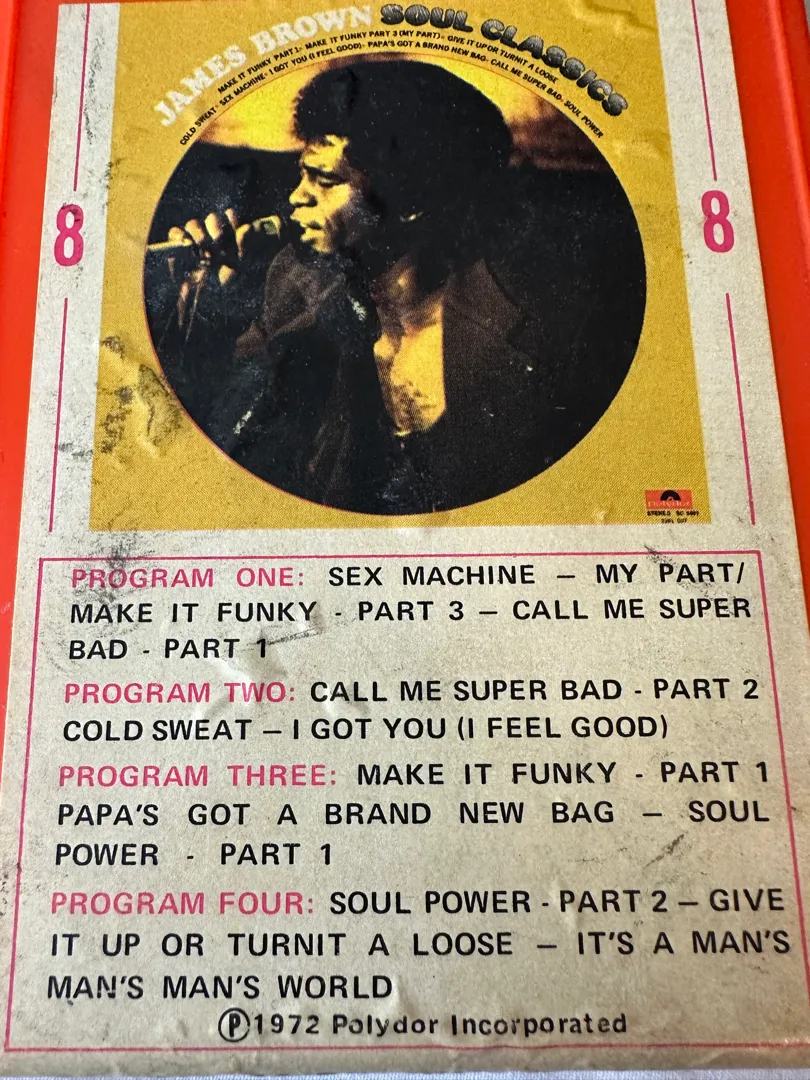 JAMES BROWN SOUL CLASSICS
MAKE IT FUNKY PART 1 - MAKE IT FUNKY PART 3 (MY PART) - GIVE IT UP OR TURNIT A LOOSE
COLD SWEAT - SEX MACHINE - I GOT YOU (I FEEL GOOD) - PAPA'S GOT A BRAND NEW BAG - CALL ME SUPER BAD - SOUL POWER
8
8
polydor
STEREO
PROGRAM ONE: SEX MACHINE – MY PART/
MAKE IT FUNKY - PART 3 – CALL ME SUPER
BAD - PART 1
PROGRAM TWO: CALL ME SUPER BAD - PART 2
COLD SWEAT – I GOT YOU (I FEEL GOOD)
PROGRAM THREE: MAKE IT FUNKY - PART 1
PAPA'S GOT A BRAND NEW BAG – SOUL
POWER - PART 1
PROGRAM FOUR: SOUL POWER - PART 2 – GIVE
IT UP OR TURNIT A LOOSE – IT'S A MAN'S
MAN'S MAN'S WORLD
Ⓟ1972 Polydor Incorporated